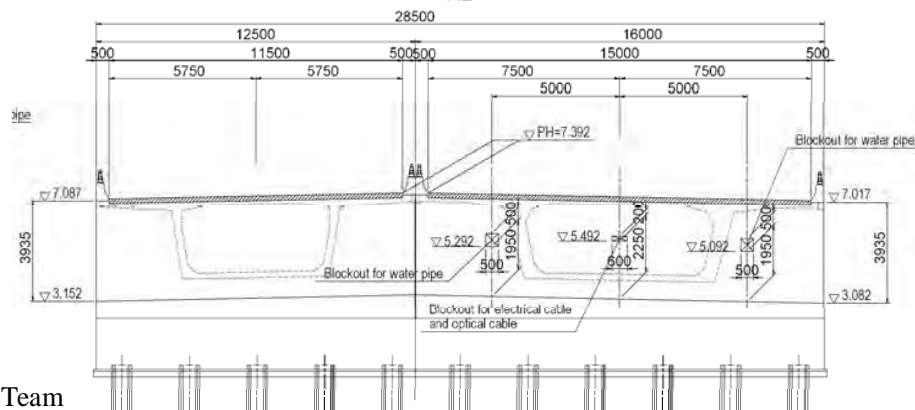 28500
12500 16000
500 11500 500 500 15000 500
5750 5750 7500 7500
5000 5000
PH=7.392
Blockout for water pipe
7.087 7.017
5.292 5.492 5.092
3935 1950 500 2250 200 1950 500 3935
500 600 500
Blockout for water pipe
3.152 3.082
Blockout for electrical cable
and optical cable
Team